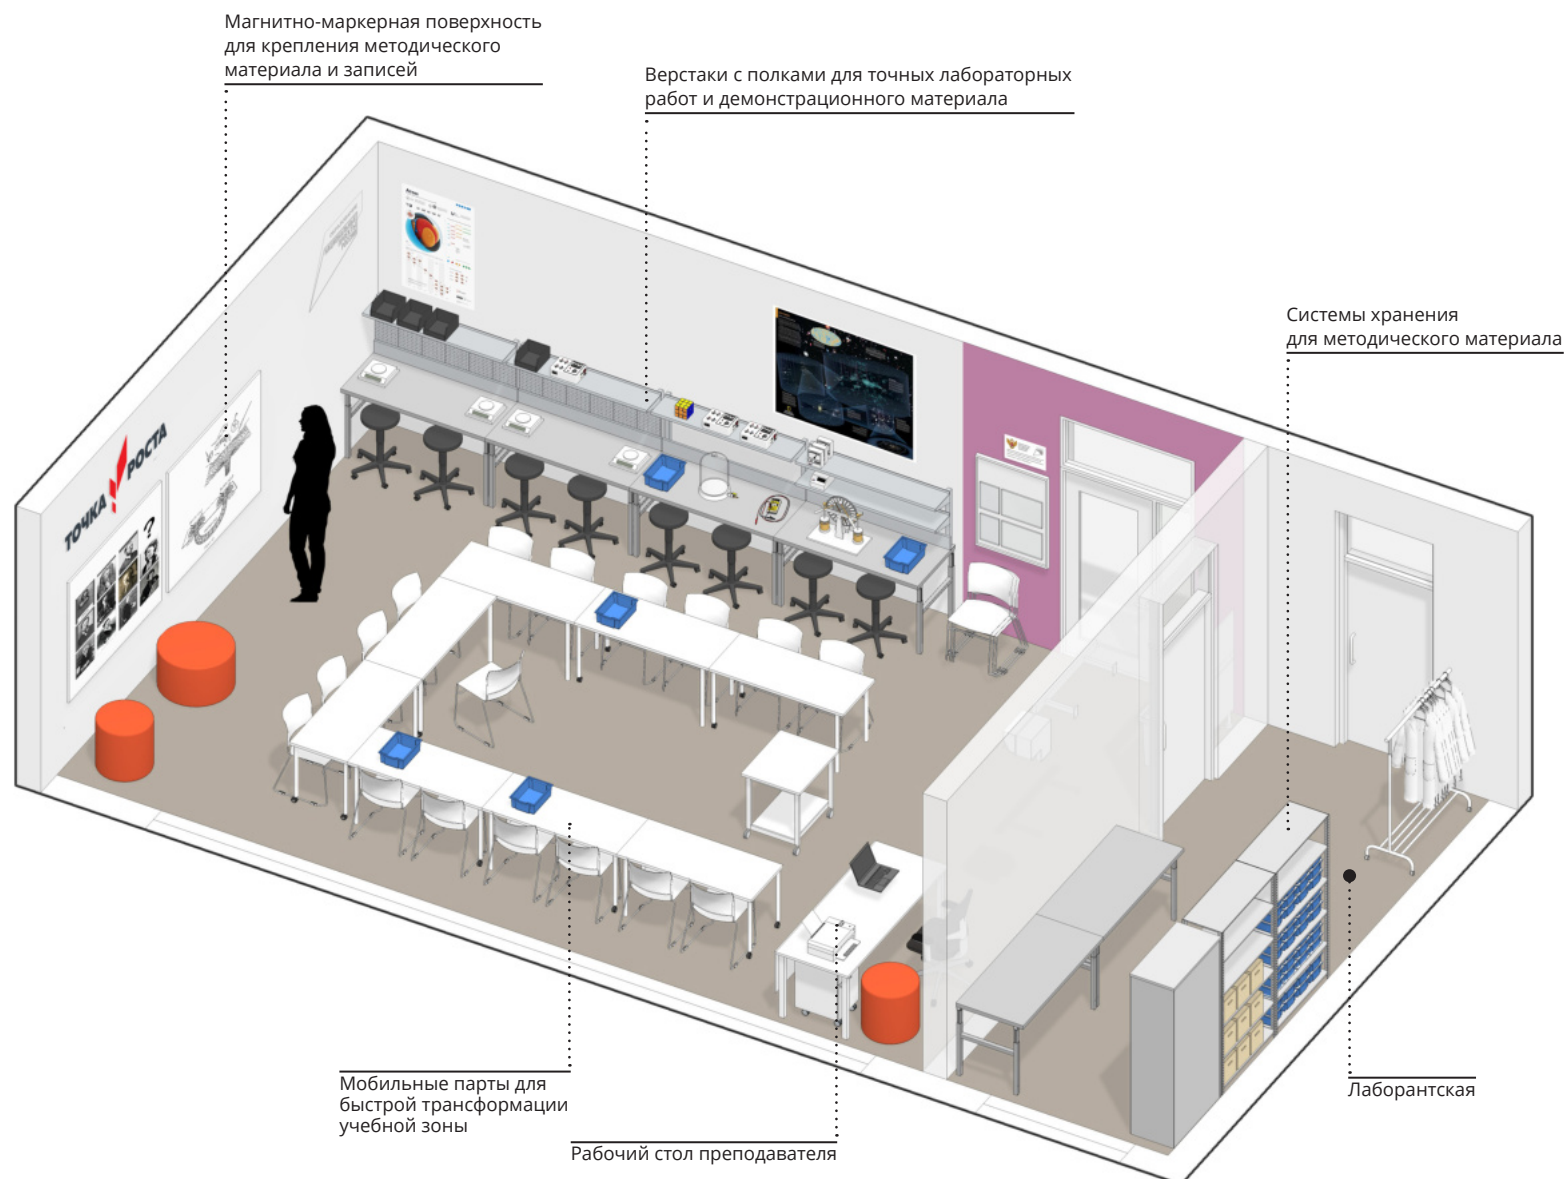 Магнитно-маркерная поверхность
для крепления методического
материала и записей
Верстаки с полками для точных лабораторных
работ и демонстрационного материала
Системы хранения
для методического материала
ТОЧКА РОСТА
?
Мобильные парты для
быстрой трансформации
учебной зоны
Рабочий стол преподавателя
Лаборантская